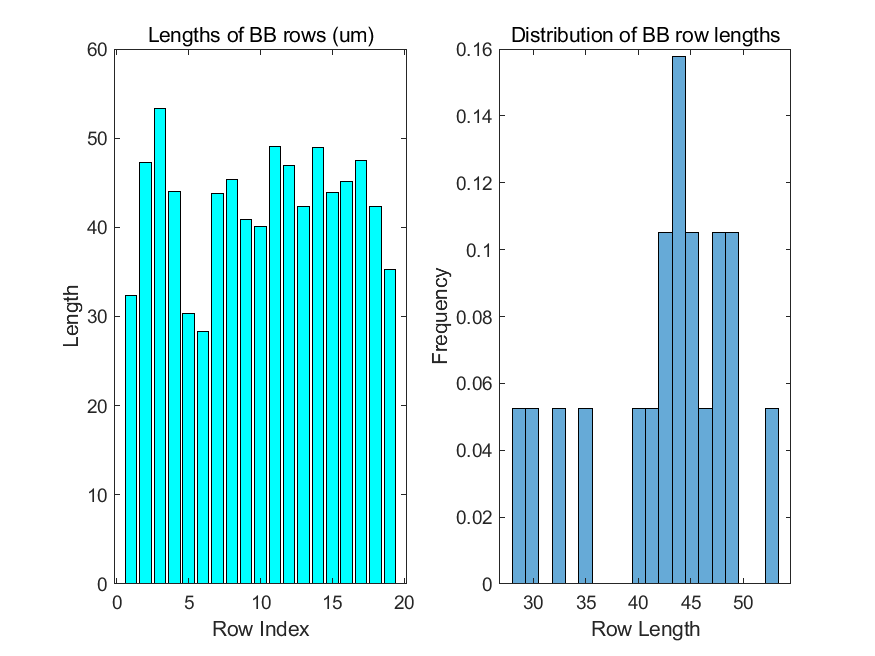 Lengths of BB rows (um)
60
50
40
30
20
10
0
Length
0 5 10 15 20
Row Index
Distribution of BB row lengths
0.16
0.14
0.12
0.1
0.08
0.06
0.04
0.02
0
Frequency
30 35 40 45 50
Row Length